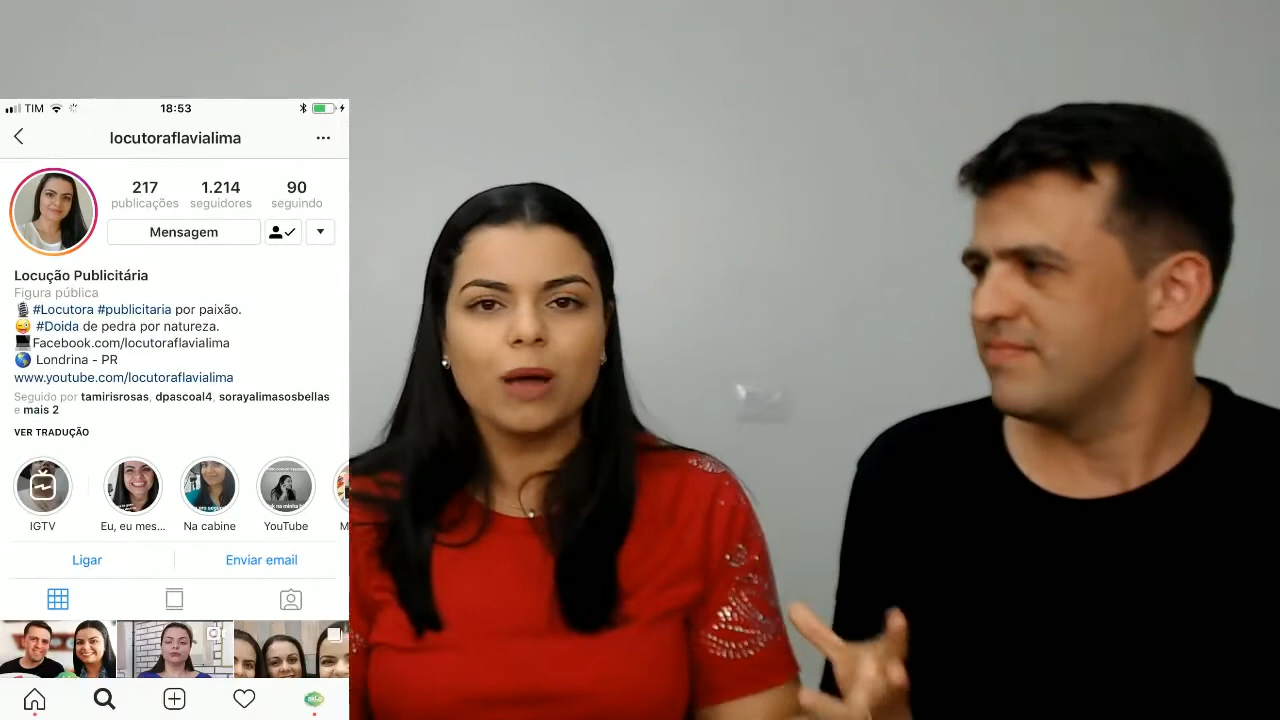 TIM 18:53
locutoraflavialima
217 1.214 90
publicações seguidores seguindo
Mensagem
Locução Publicitária
Figura pública
#Locutora #publicitaria por paixão.
#Doida de pedra por natureza.
Facebook.com/locutoraflavialima
Londrina - PR
www.youtube.com/locutoraflavialima
Seguido por tamirisrosas, dpascoal4, sorayalimasosbellas
e mais 2
VER TRADUÇÃO
IGTV Eu, eu mes... Na cabine YouTube M
Ligar Enviar email